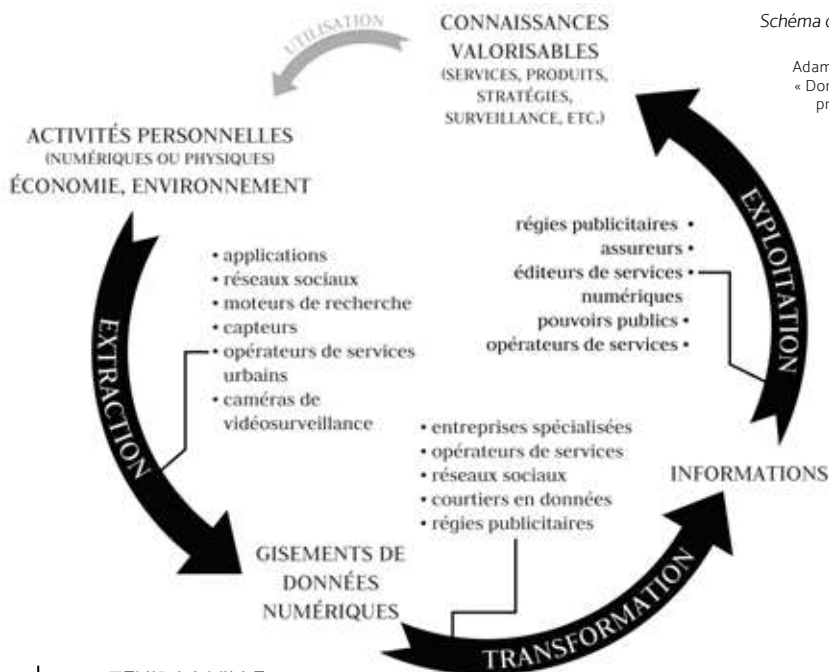 UTILISATION
CONNAISSANCES
VALORISABLES
(SERVICES, PRODUITS,
STRATÉGIES,
SURVEILLANCE, ETC.)
Schéma
Adam
« Don
pr
ACTIVITÉS PERSONNELLES
(NUMÉRIQUES OU PHYSIQUES)
ÉCONOMIE, ENVIRONNEMENT
EXTRACTION
• applications
• réseaux sociaux
• moteurs de recherche
• capteurs
• opérateurs de services
urbains
• caméras de
vidéosurveillance
GISEMENTS DE
DONNÉES
NUMÉRIQUES
• entreprises spécialisées
• opérateurs de services
• réseaux sociaux
• courtiers en données
• régies publicitaires
TRANSFORMATION
INFORMATIONS
régies publicitaires •
assureurs •
éditeurs de services •
numériques
pouvoirs publics •
opérateurs de services •
EXPLOITATION